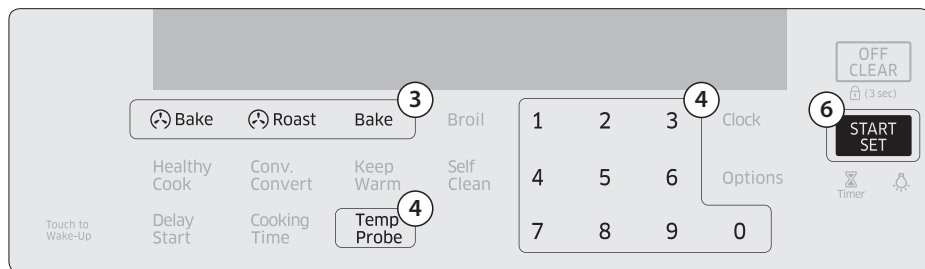 OFF
CLEAR
(3 sec)
3
4
6
Bake Roast Bake Broil 1 2 3 Clock START
SET
Healthy
Cook
Conv.
Convert
Keep
Warm
Self
Clean
4 5 6 Options
Timer
4
Touch to
Wake-Up
Delay
Start
Cooking
Time
Temp
Probe
7 8 9 0